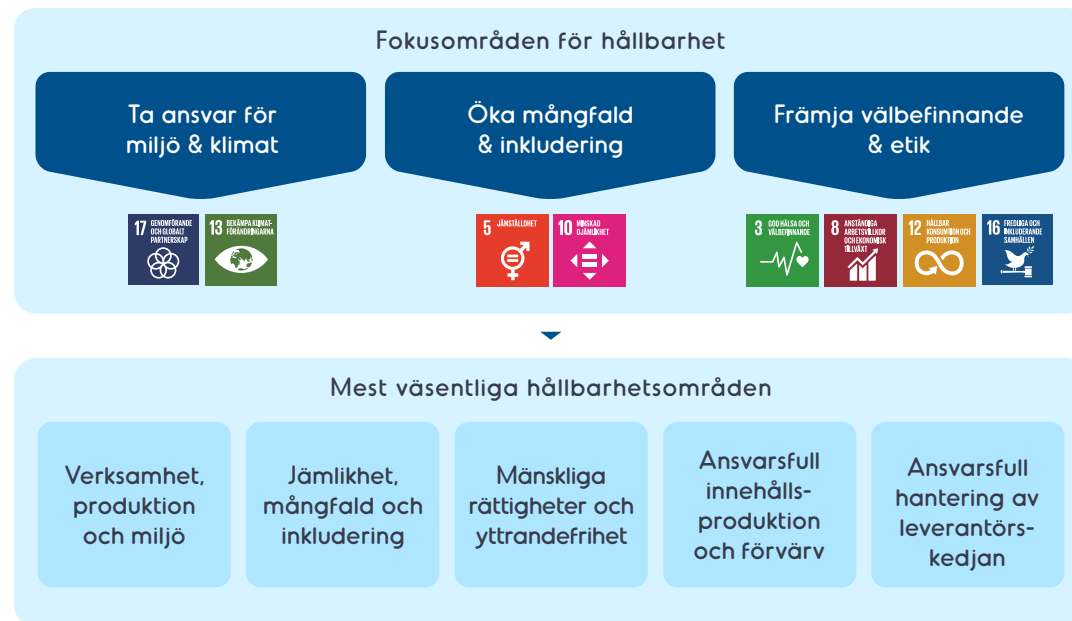 Fokusområden för hållbarhet
Ta ansvar för
miljö & klimat
Öka mångfald
& inkludering
Främja välbefinnande
& etik
17 GENOMFÖRANDE
OCH GLOBALT
PARTNERSKAP
13 BEKÄMPA KLIMAT-
FÖRÄNDRINGARNA
5 JÄMSTÄLLDHET
10 MINSKAD
OJÄMLIKHET
3 GOD HÄLSA OCH
VÄLBEFINNANDE
8 ANSTÄNDIGA
ARBETSVILLKOR
OCH EKONOMISK
TILLVÄXT
12 HÅLLBAR
KONSUMTION OCH
PRODUKTION
16 FREDLIGA OCH
INKLUDERANDE
SAMHÄLLEN
Mest väsentliga hållbarhetsområden
Verksamhet,
produktion
och miljö
Jämlikhet,
mångfald och
inkludering
Mänskliga
rättigheter och
yttrandefrihet
Ansvarsfull
innehålls-
produktion
och förvärv
Ansvarsfull
hantering av
leverantörs-
kedjan